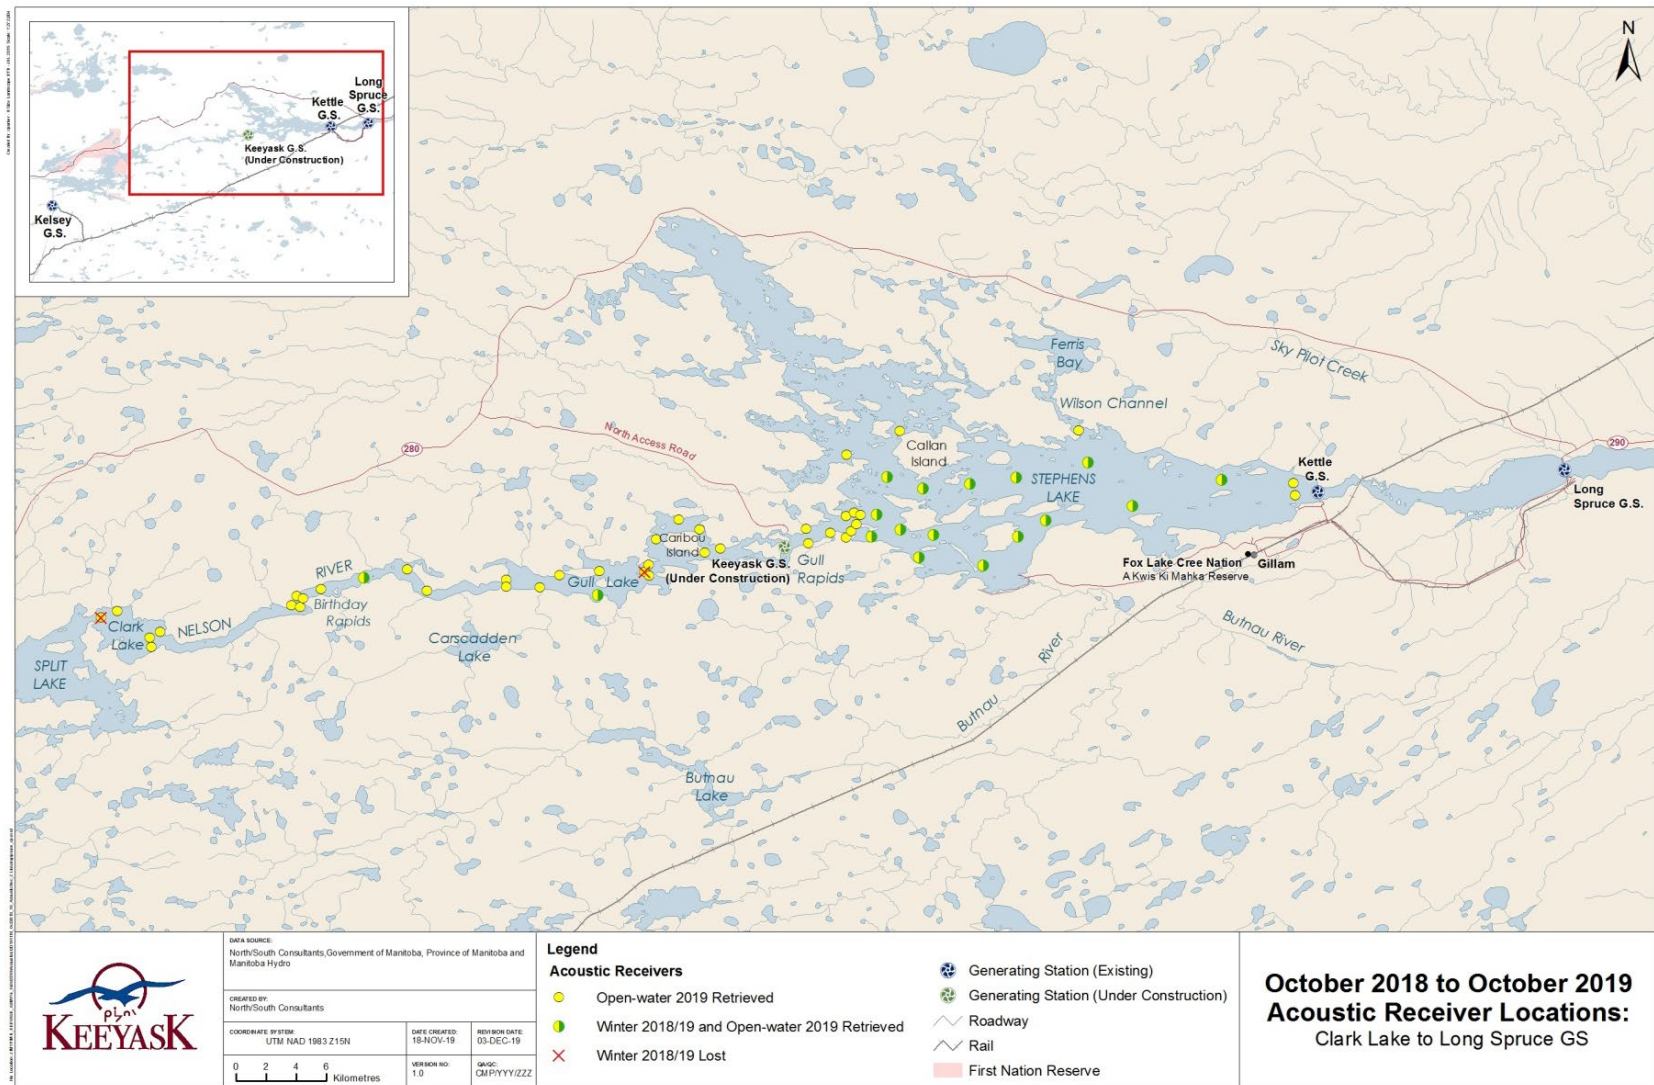 Long
Spruce
G.S.
Kettle
G.S.
Keeyask G.S.
(Under Construction)
Kelsey
G.S.
N
Ferris
Bay
Sky Pilot Creek
Wilson Channel
North Access Road
280
290
Callan
Island
STEPHENS
LAKE
Kettle
G.S.
Long
Spruce G.S.
Caribou
Island
Keeyask G.S.
(Under Construction)
Gull
Rapids
Fox Lake Cree Nation
A Kwis Ki Mahka Reserve
Gillam
RIVER
Gull Lake
Birthday
Rapids
NELSON
Clark
Lake
Carscadden
Lake
SPLIT
LAKE
Butnau River
Butnau River
Butnau
Lake
KEEYASK
DATA SOURCE:
North/South Consultants,Government of Manitoba, Province of Manitoba and
Manitoba Hydro
CREATED BY:
North/South Consultants
COORDINATE SYSTEM:
UTM NAD 1983 Z15N
DATE CREATED:
18-NOV-19
REVISION DATE:
03-DEC-19
0 2 4 6
Kilometres
VERSION NO:
1.0
QA/QC:
CMP/YYY/ZZZ
Legend
Acoustic Receivers
Open-water 2019 Retrieved
Winter 2018/19 and Open-water 2019 Retrieved
Winter 2018/19 Lost
Generating Station (Existing)
Generating Station (Under Construction)
Roadway
Rail
First Nation Reserve
October 2018 to October 2019
Acoustic Receiver Locations:
Clark Lake to Long Spruce GS